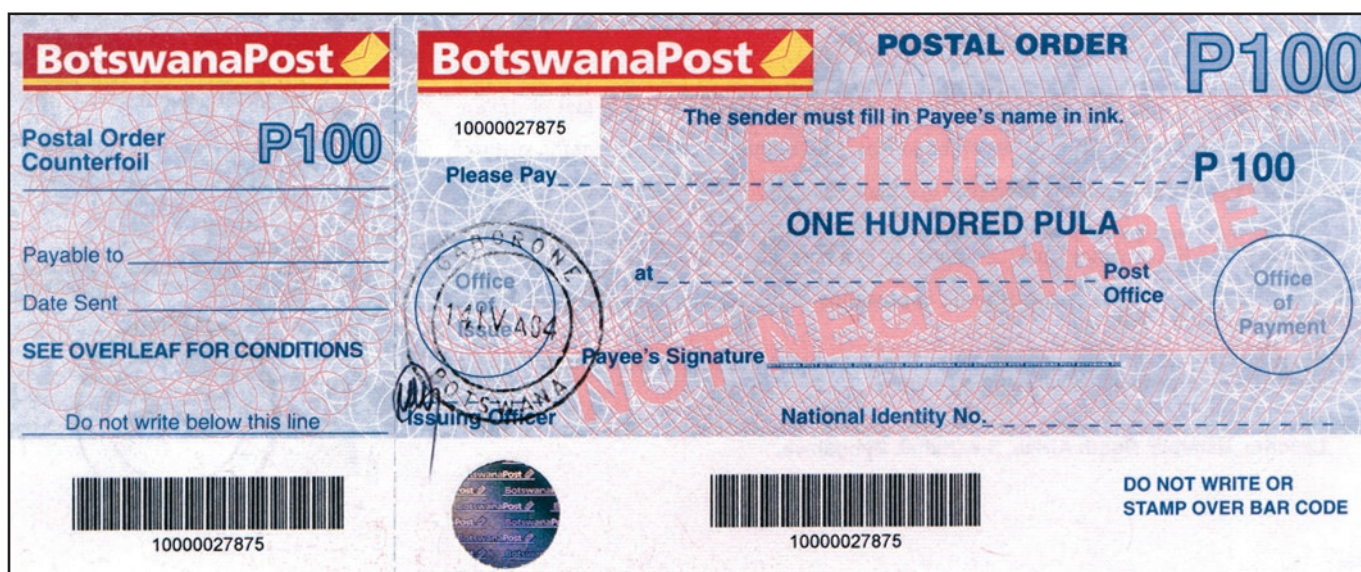 BotswanaPost
Postal Order
Counterfoil
P100
Payable to
Date Sent
SEE OVERLEAF FOR CONDITIONS
Do not write below this line
10000027875
BotswanaPost
POSTAL ORDER
P100
10000027875
The sender must fill in Payee's name in ink.
P 100
NOT NEGOTIABLE
Please Pay P 100
ONE HUNDRED PULA
Office
of
Issue
GABORONE
14 IV A04
BOTSWANA
at Post
Office
Office
of
Payment
Payee's Signature
Issuing Officer
National Identity No.
BotswanaPost
10000027875
DO NOT WRITE OR
STAMP OVER BAR CODE